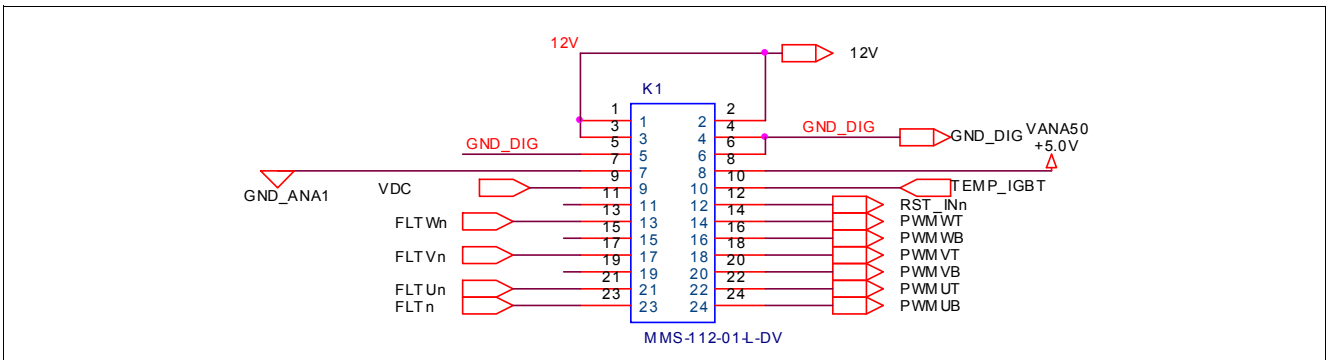 12V
12V
K1
1 2
1 2
3 4
3 4
GND_DIG
GND_DIG
GND_DIG
VANA50
+5.0V
5 6
5 6
7 8
7 8
GND_ANA1
9 10
VDC
9 10
TEMP_IGBT
11 12
11 12
RST_INn
13 14
FLTWn
13 14
PWMWT
15 16
15 16
PWMWB
17 18
FLTVn
17 18
PWMVT
19 20
19 20
PWMVB
21 22
FLTUn
21 22
PWMUT
23 24
FLTn
23 24
PWMUB
MMS-112-01-L-DV